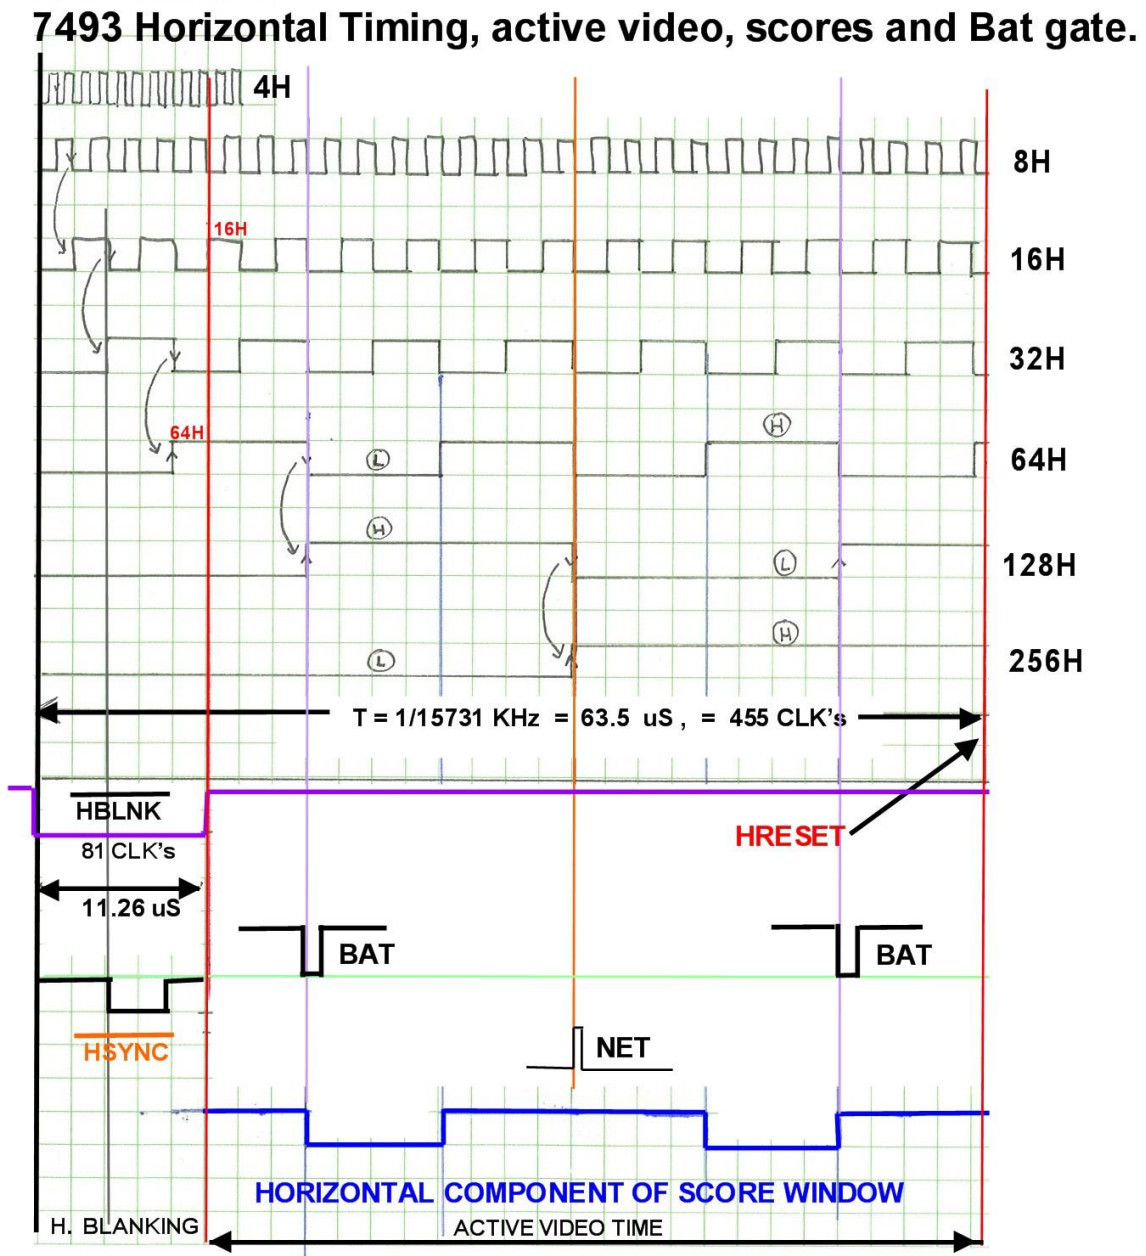 7493 Horizontal Timing, active video, scores and Bat gate.
4H
8H
16H
16H
32H
64H
L
H
64H
H
L
128H
L
H
256H
T = 1/15731 KHz = 63.5 uS , = 455 CLK's
HBLNK
HRESET
81 CLK's
11.26 uS
BAT
BAT
HSYNC
NET
HORIZONTAL COMPONENT OF SCORE WINDOW
H. BLANKING
ACTIVE VIDEO TIME